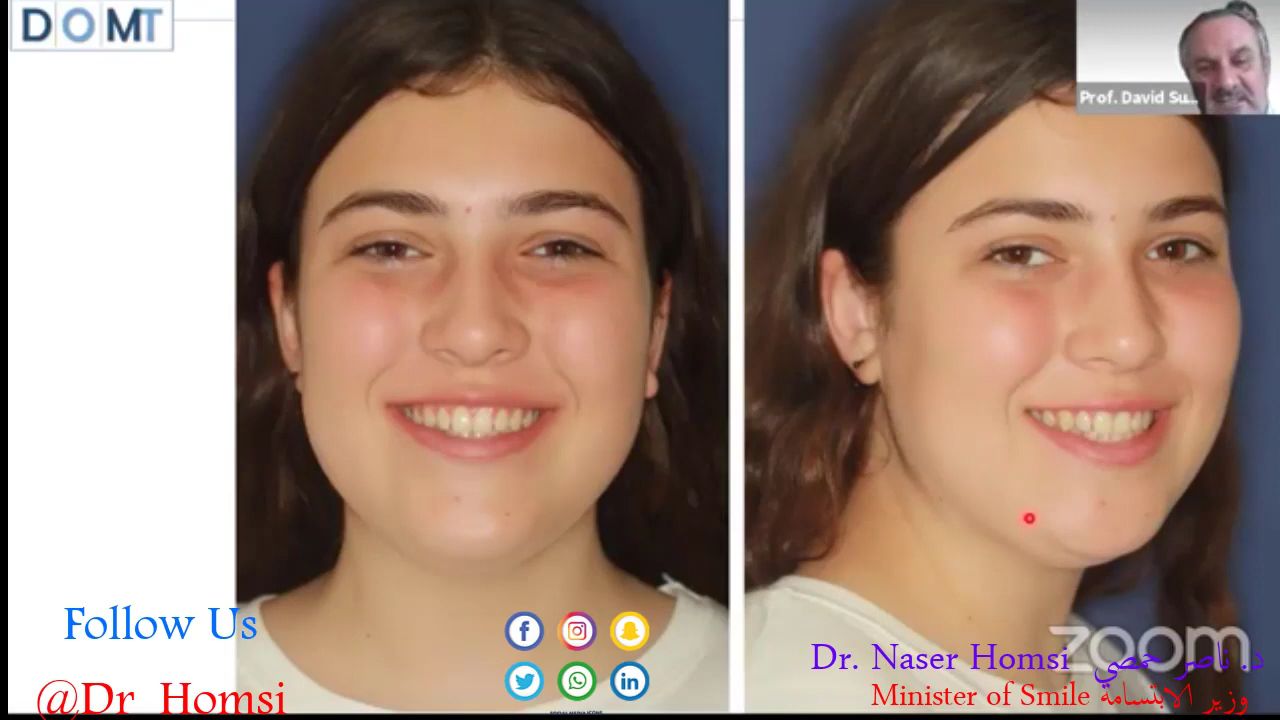 DOMT
Prof. David Su...
Follow Us
@Dr_Homsi
zoom
Dr. Naser Homsi د. ناصر حمصي
Minister of Smile وزير الابتسامة